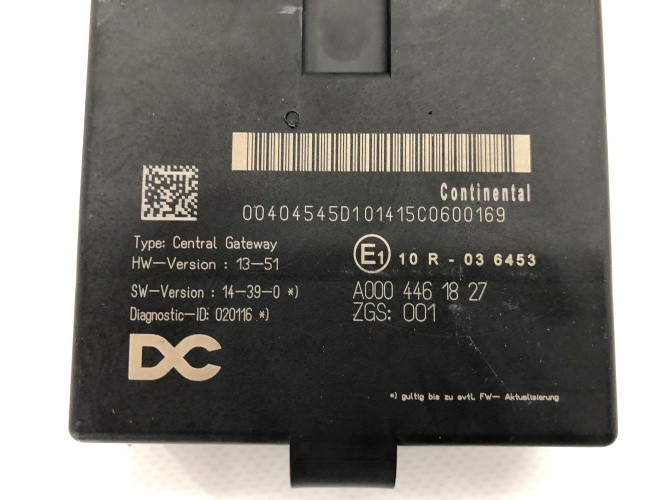 Continental
00404545D101415C0600169
Type: Central Gateway
HW-Version : 13-51
E1 10 R - 03 6453
SW-Version : 14-39-0 *)
A000 446 18 27
Diagnostic-ID: 020116 *)
ZGS: 001
DC
*) gultig bis zu evtl. FW- Aktualisierung